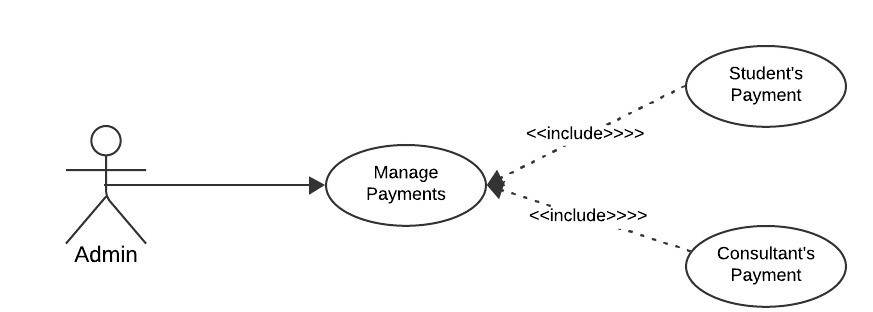 Student's
Payment
<<include>>>>
Manage
Payments
<<include>>>>
Admin
Consultant's
Payment